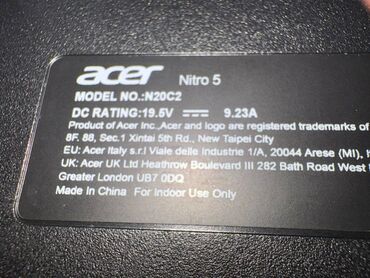 acer Nitro 5
MODEL NO.:N20C2
DC RATING:19.5V ⎓ 9.23A
Product of Acer Inc.,Acer and logo are registered trademarks of
8F, 88, Sec.1 Xintai 5th Rd., New Taipei City
EU: Acer Italy s.r.l Viale delle Industrie 1/A, 20044 Arese (MI),
UK: Acer UK Ltd Heathrow Boulevard III 282 Bath Road West
Greater London UB7 0DQ
Made In China For Indoor Use Only